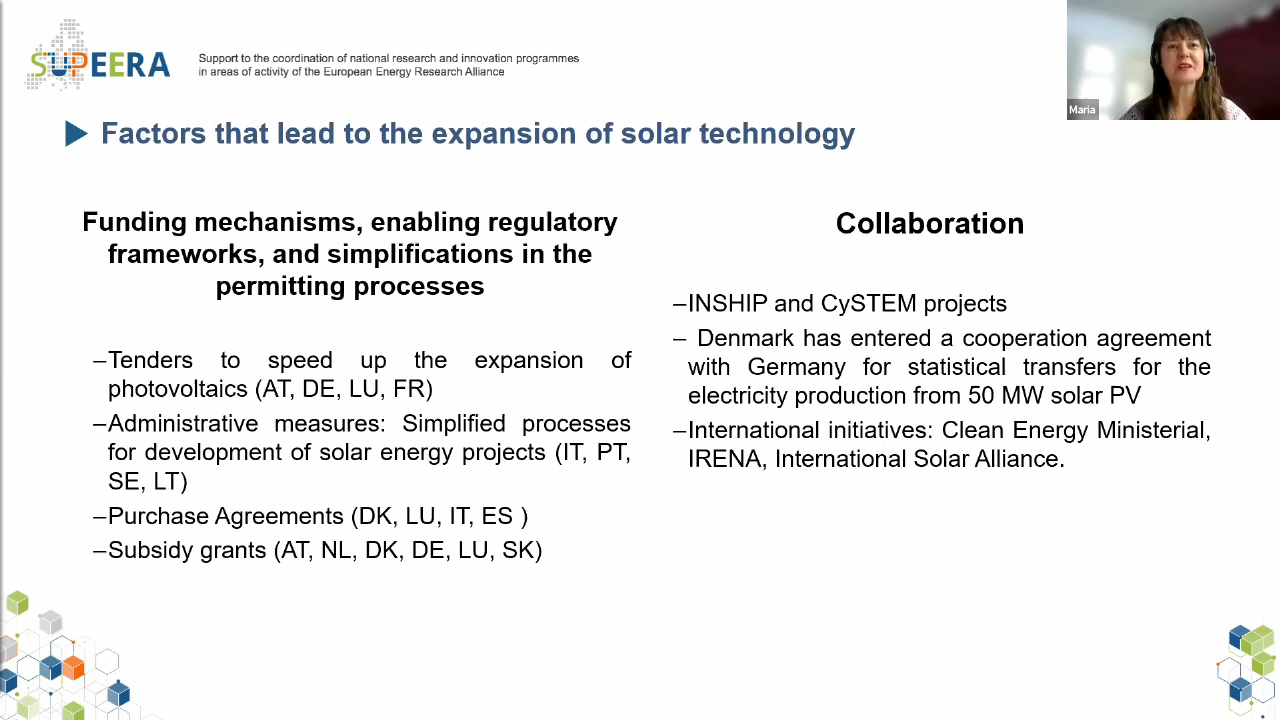 SUPEERA
Support to the coordination of national research and innovation programmes
in areas of activity of the European Energy Research Alliance
Maria
Factors that lead to the expansion of solar technology
Funding mechanisms, enabling regulatory
frameworks, and simplifications in the
permitting processes
–Tenders to speed up the expansion of
photovoltaics (AT, DE, LU, FR)
–Administrative measures: Simplified processes
for development of solar energy projects (IT, PT,
SE, LT)
–Purchase Agreements (DK, LU, IT, ES )
–Subsidy grants (AT, NL, DK, DE, LU, SK)
Collaboration
–INSHIP and CySTEM projects
– Denmark has entered a cooperation agreement
with Germany for statistical transfers for the
electricity production from 50 MW solar PV
–International initiatives: Clean Energy Ministerial,
IRENA, International Solar Alliance.